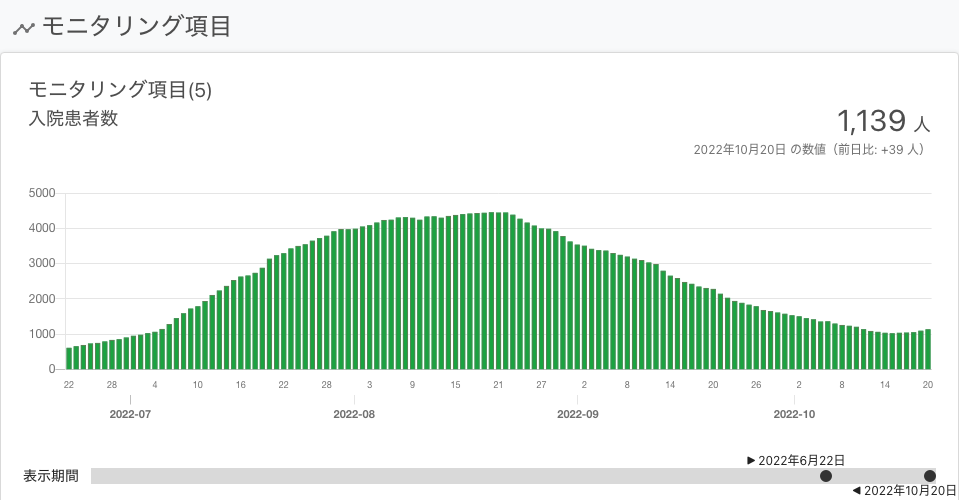 モニタリング項目
モニタリング項目(5)
入院患者数
1,139 人
2022年10月20日 の数値（前日比: +39 人）
5000
4000
3000
2000
1000
0
22 28 4 10 16 22 28 3 9 15 21 27 2 8 14 20 26 2 8 14 20
2022-07 2022-08 2022-09 2022-10
▶ 2022年6月22日
表示期間
◀ 2022年10月20日